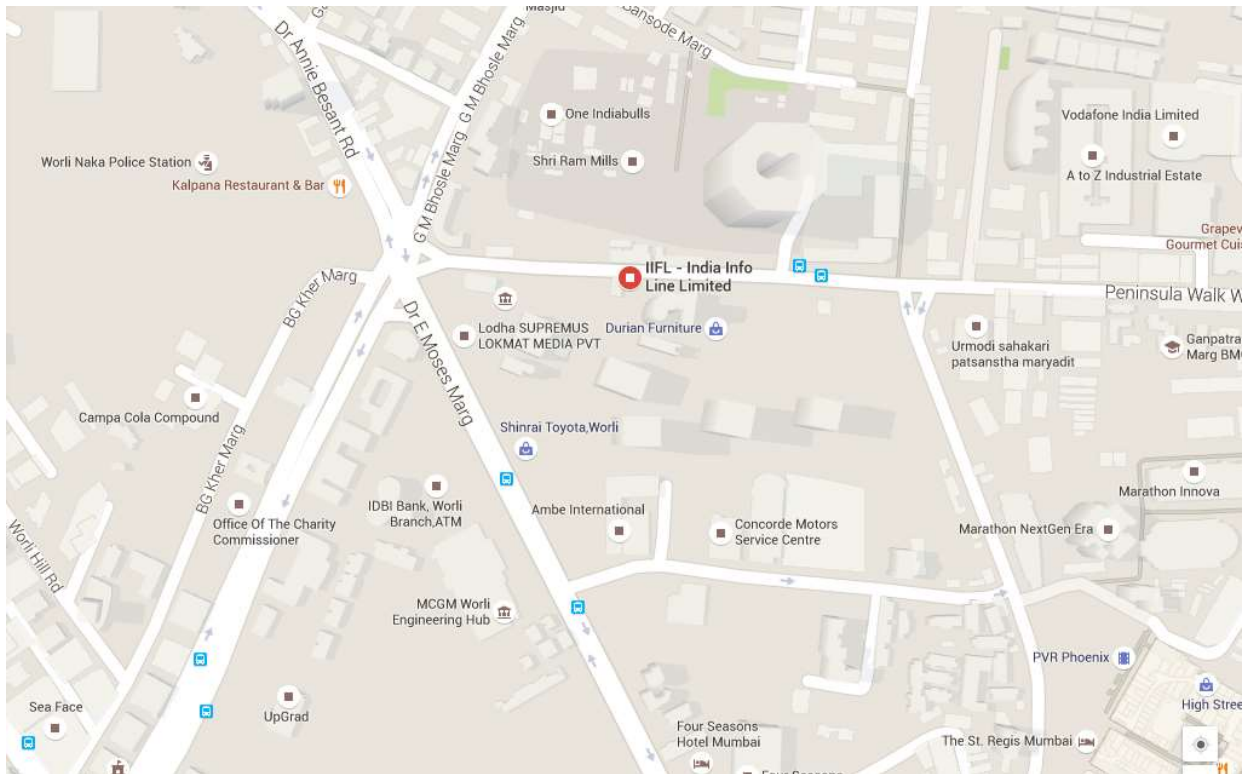 Masjid
Bansode Marg
Dr Annie Besant Rd
G M Bhosle Marg
G M Bhosle Marg
G M Bhosle Marg
One Indiabulls
Vodafone India Limited
Worli Naka Police Station
Shri Ram Mills
A to Z Industrial Estate
Kalpana Restaurant & Bar
Gourmet
IIFL - India Info
Line Limited
BG Kher Marg
Peninsula Walk
Dr E Moses Marg
Lodha SUPREMUS
LOKMAT MEDIA PVT
Durian Furniture
Urmodi sahakari
patsanstha maryadit
Ganpatra
Marg
Campa Cola Compound
Shinrai Toyota,Worli
BG Kher Marg
Marathon Innova
IDBI Bank, Worli
Branch,ATM
Ambe International
Office Of The Charity
Commissioner
Concorde Motors
Service Centre
Marathon NextGen Era
Worli Hill Rd
MCGM Worli
Engineering Hub
PVR Phoenix
Sea Face
UpGrad
High Stree
Four Seasons
Hotel Mumbai
The St. Regis Mumbai
Four Seasons